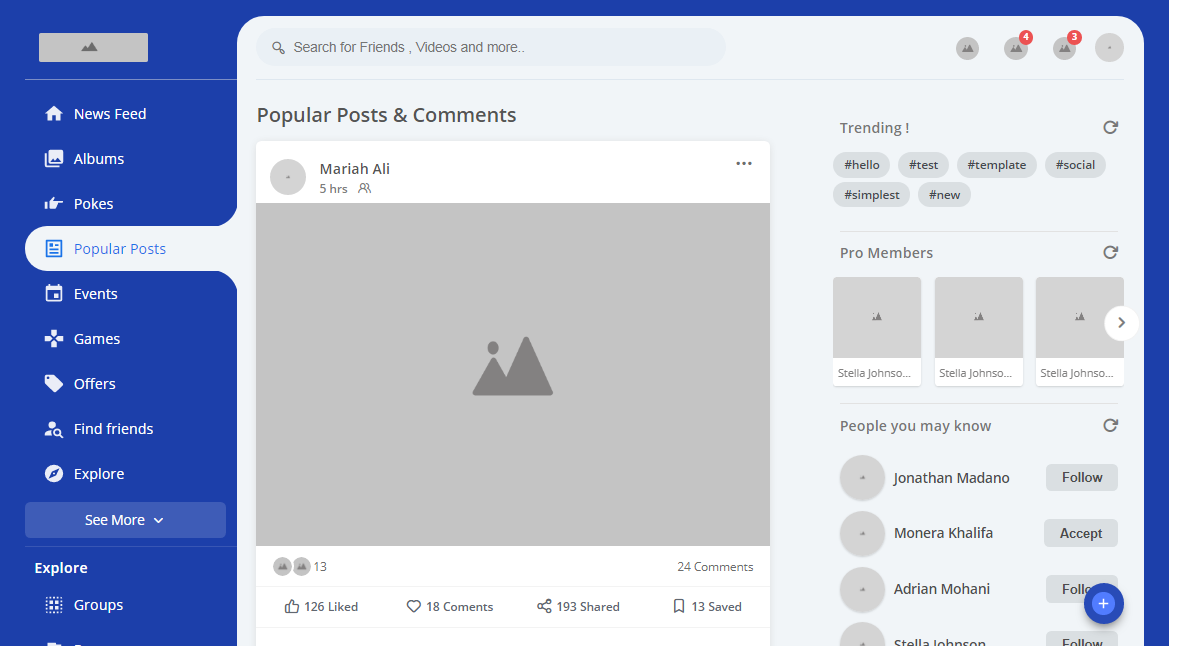 Search for Friends , Videos and more..
4
3
News Feed
Albums
Pokes
Popular Posts
Events
Games
Offers
Find friends
Explore
See More
Explore
Groups
Popular Posts & Comments
Mariah Ali
5 hrs
13
24 Comments
126 Liked
18 Coments
193 Shared
13 Saved
Trending !
#hello
#test
#template
#social
#simplest
#new
Pro Members
Stella Johnso...
Stella Johnso...
Stella Johnso...
People you may know
Jonathan Madano
Follow
Monera Khalifa
Accept
Adrian Mohani
Stella Johnson
Follow